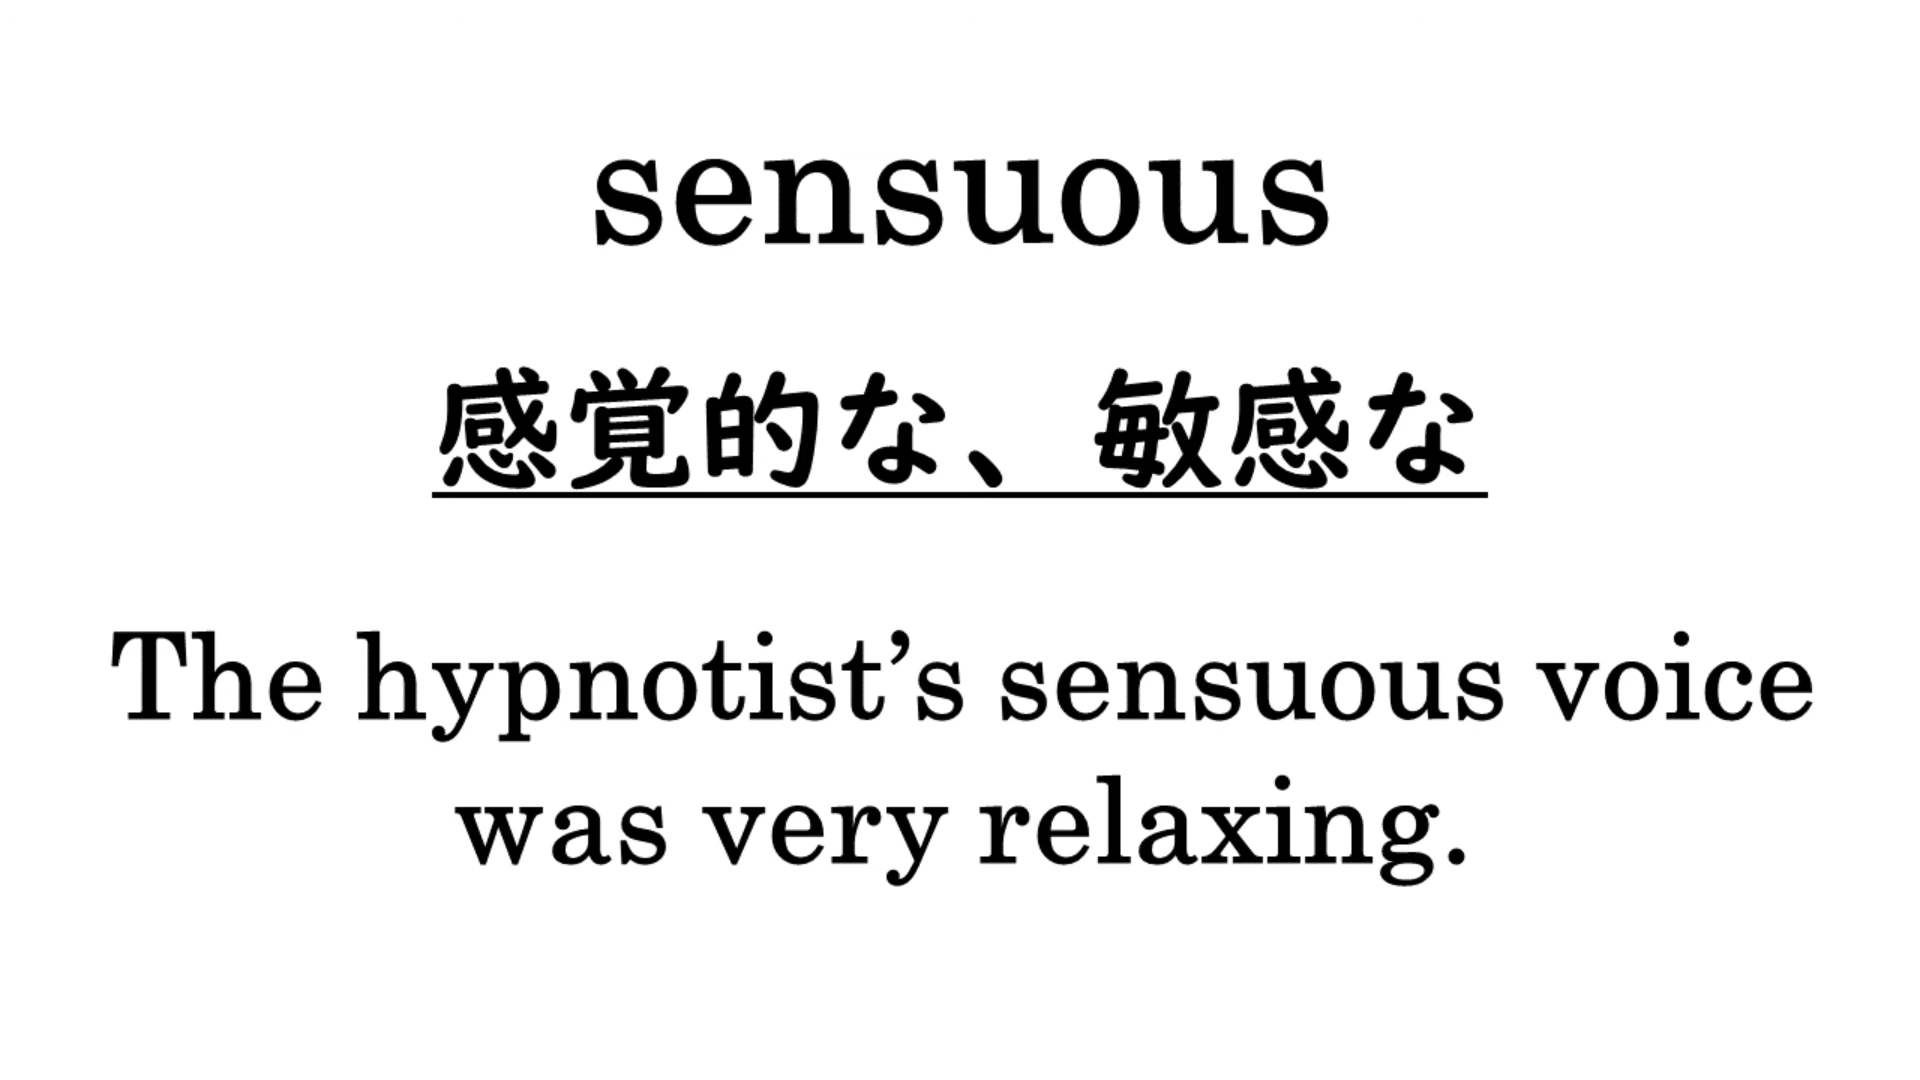 sensuous
感覚的な、敏感な
The hypnotist’s sensuous voice
was very relaxing.